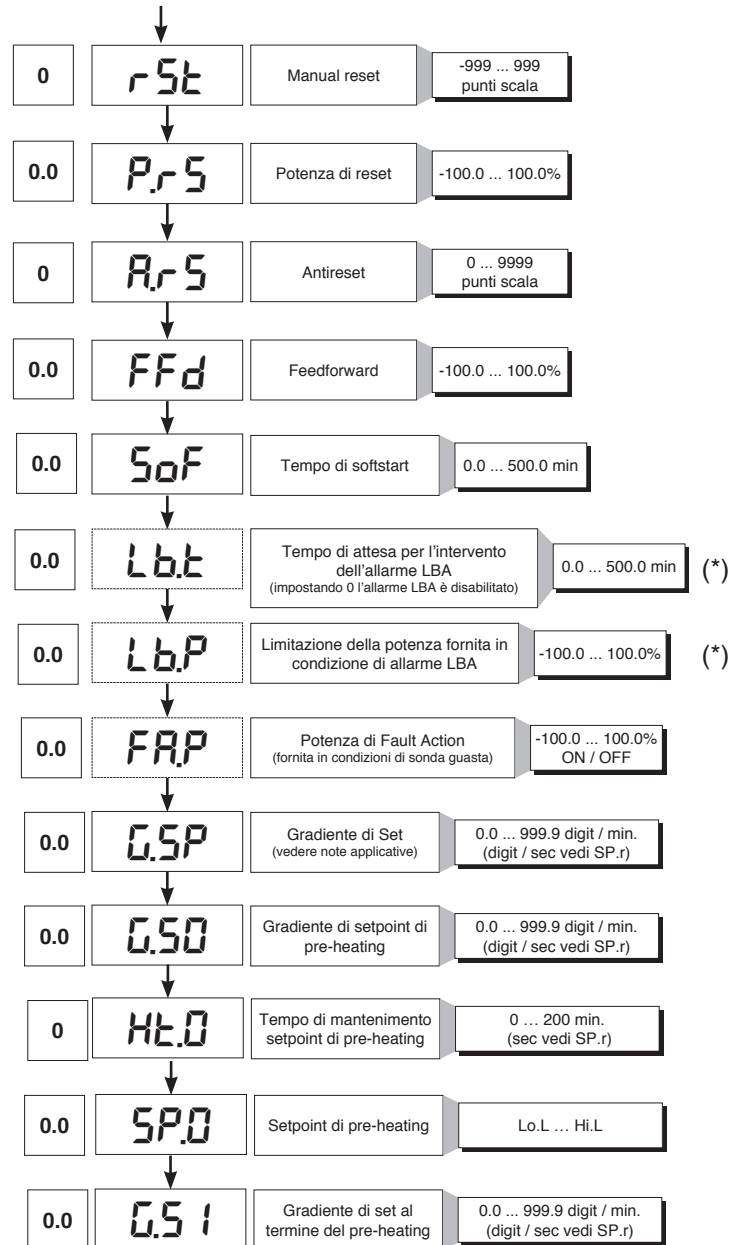 0
rSt
Manual reset
-999 ... 999
punti scala
0.0
P.rS
Potenza di reset
-100.0 ... 100.0%
0
A.rS
Antireset
0 ... 9999
punti scala
0.0
FFd
Feedforward
-100.0 ... 100.0%
0.0
SoF
Tempo di softstart
0.0 ... 500.0 min
0.0
Lb.t
Tempo di attesa per l'intervento
dell'allarme LBA
(impostando 0 l'allarme LBA è disabilitato)
0.0 ... 500.0 min
(*)
0.0
Lb.P
Limitazione della potenza fornita in
condizione di allarme LBA
-100.0 ... 100.0%
(*)
0.0
FA.P
Potenza di Fault Action
(fornita in condizioni di sonda guasta)
-100.0 ... 100.0%
ON / OFF
0.0
G.SP
Gradiente di Set
(vedere note applicative)
0.0 ... 999.9 digit / min.
(digit / sec vedi SP.r)
0.0
G.S0
Gradiente di setpoint di
pre-heating
0.0 ... 999.9 digit / min.
(digit / sec vedi SP.r)
0
Ht.0
Tempo di mantenimento
setpoint di pre-heating
0 … 200 min.
(sec vedi SP.r)
0.0
SP.0
Setpoint di pre-heating
Lo.L … Hi.L
0.0
G.S1
Gradiente di set al
termine del pre-heating
0.0 ... 999.9 digit / min.
(digit / sec vedi SP.r)